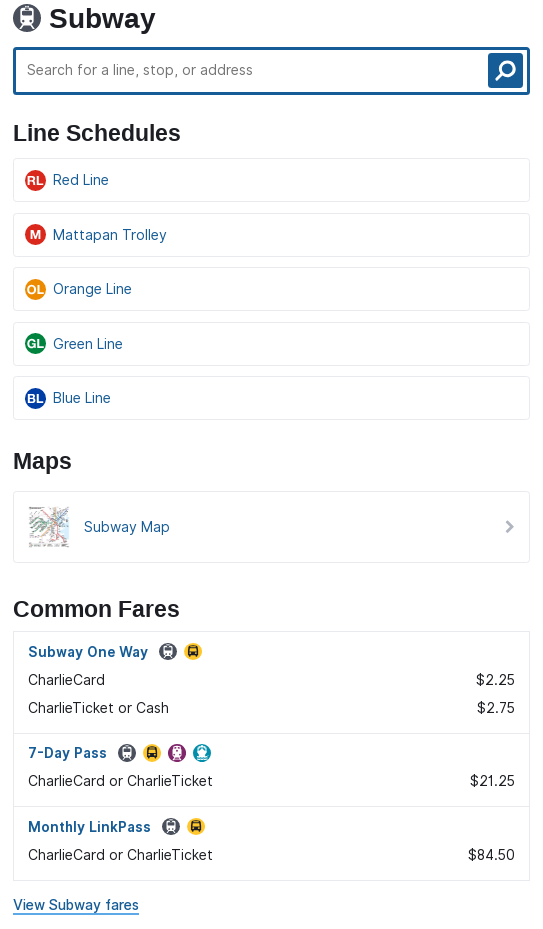 Subway
Search for a line, stop, or address
Line Schedules
RL Red Line
M Mattapan Trolley
OL Orange Line
GL Green Line
BL Blue Line
Maps
Subway Map
Common Fares
Subway One Way
CharlieCard $2.25
CharlieTicket or Cash $2.75
7-Day Pass
CharlieCard or CharlieTicket $21.25
Monthly LinkPass
CharlieCard or CharlieTicket $84.50
View Subway fares